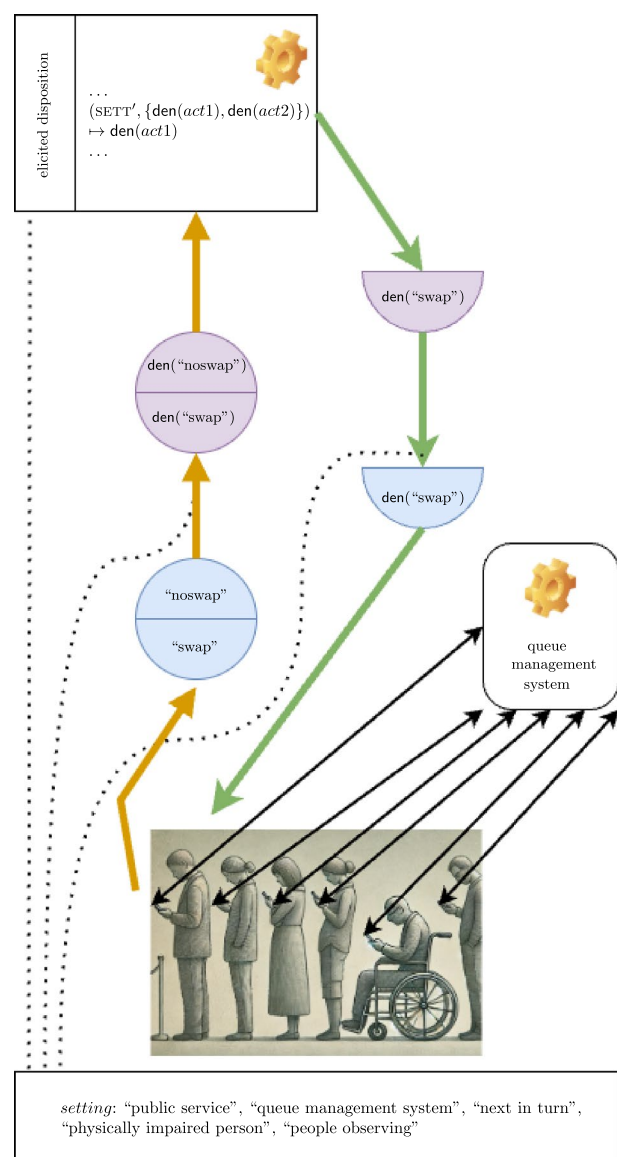 elicited disposition
...
(SETT′, {den(act1), den(act2)})
↦ den(act1)
...
den(“swap”)
den(“noswap”)
den(“swap”)
den(“swap”)
“noswap”
“swap”
queue
management
system
setting: “public service”, “queue management system”, “next in turn”,
“physically impaired person”, “people observing”